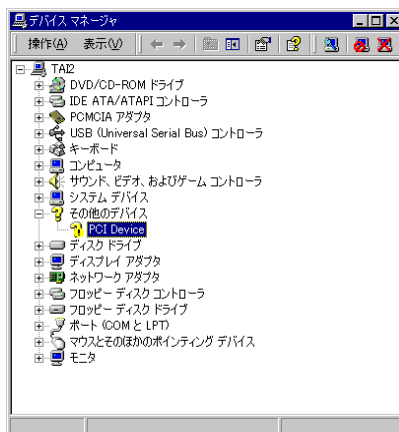 デバイス マネージャ
操作(A) 表示(V)
TAI2
DVD/CD-ROM ドライブ
IDE ATA/ATAPI コントローラ
PCMCIA アダプタ
USB (Universal Serial Bus) コントローラ
キーボード
コンピュータ
サウンド、ビデオ、およびゲーム コントローラ
システム デバイス
その他のデバイス
PCI Device
ディスク ドライブ
ディスプレイ アダプタ
ネットワーク アダプタ
フロッピー ディスク コントローラ
フロッピー ディスク ドライブ
ポート (COM と LPT)
マウスとそのほかのポインティング デバイス
モニタ